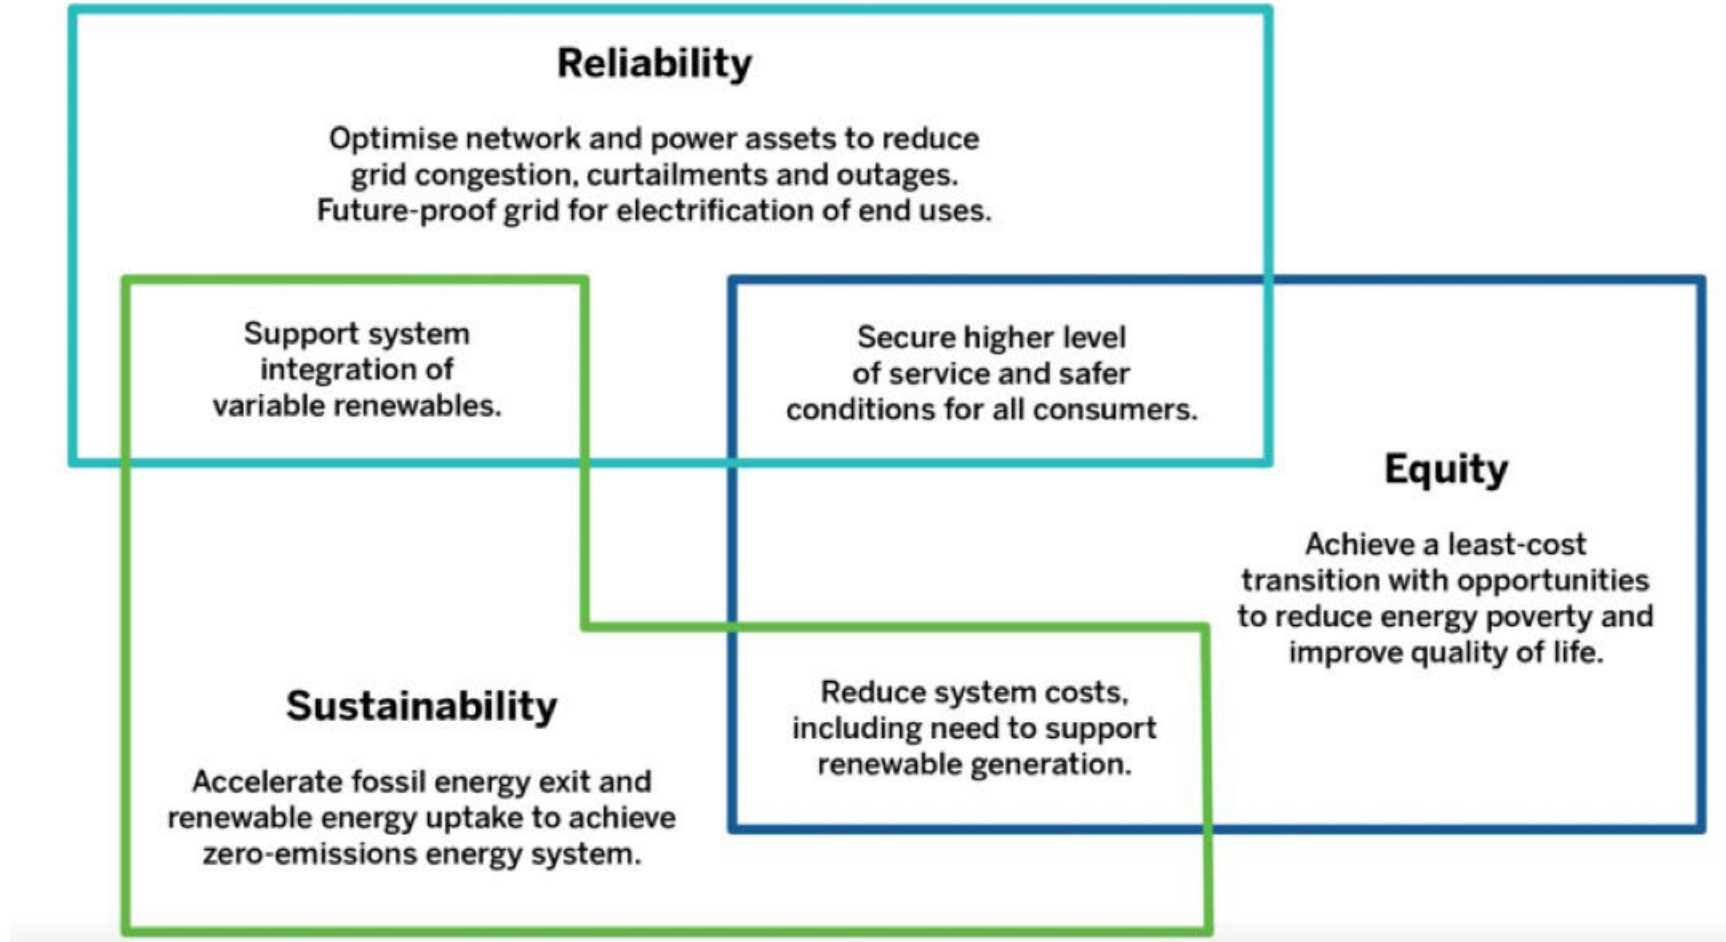 Reliability
Optimise network and power assets to reduce
grid congestion, curtailments and outages.
Future-proof grid for electrification of end uses.
Support system
integration of
variable renewables.
Secure higher level
of service and safer
conditions for all consumers.
Equity
Achieve a least-cost
transition with opportunities
to reduce energy poverty and
improve quality of life.
Sustainability
Accelerate fossil energy exit and
renewable energy uptake to achieve
zero-emissions energy system.
Reduce system costs,
including need to support
renewable generation.